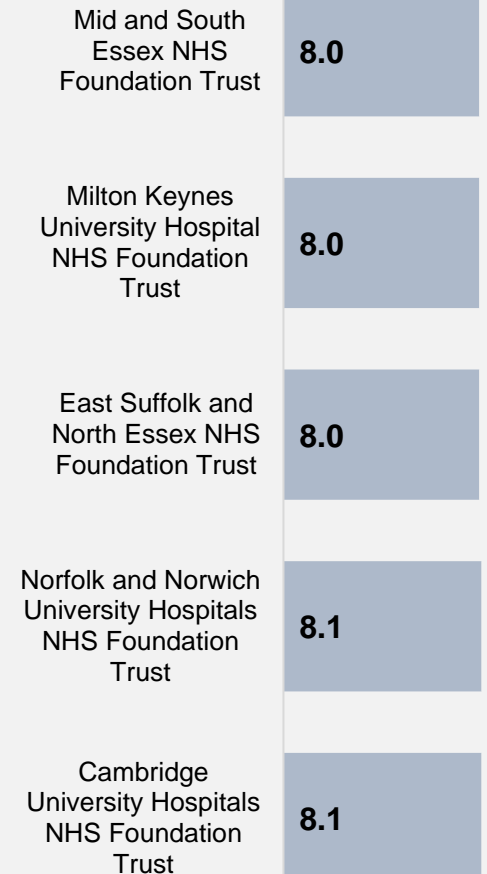 Mid and South
Essex NHS
Foundation Trust
8.0
Milton Keynes
University Hospital
NHS Foundation
Trust
8.0
East Suffolk and
North Essex NHS
Foundation Trust
8.0
Norfolk and Norwich
University Hospitals
NHS Foundation
Trust
8.1
Cambridge
University Hospitals
NHS Foundation
Trust
8.1